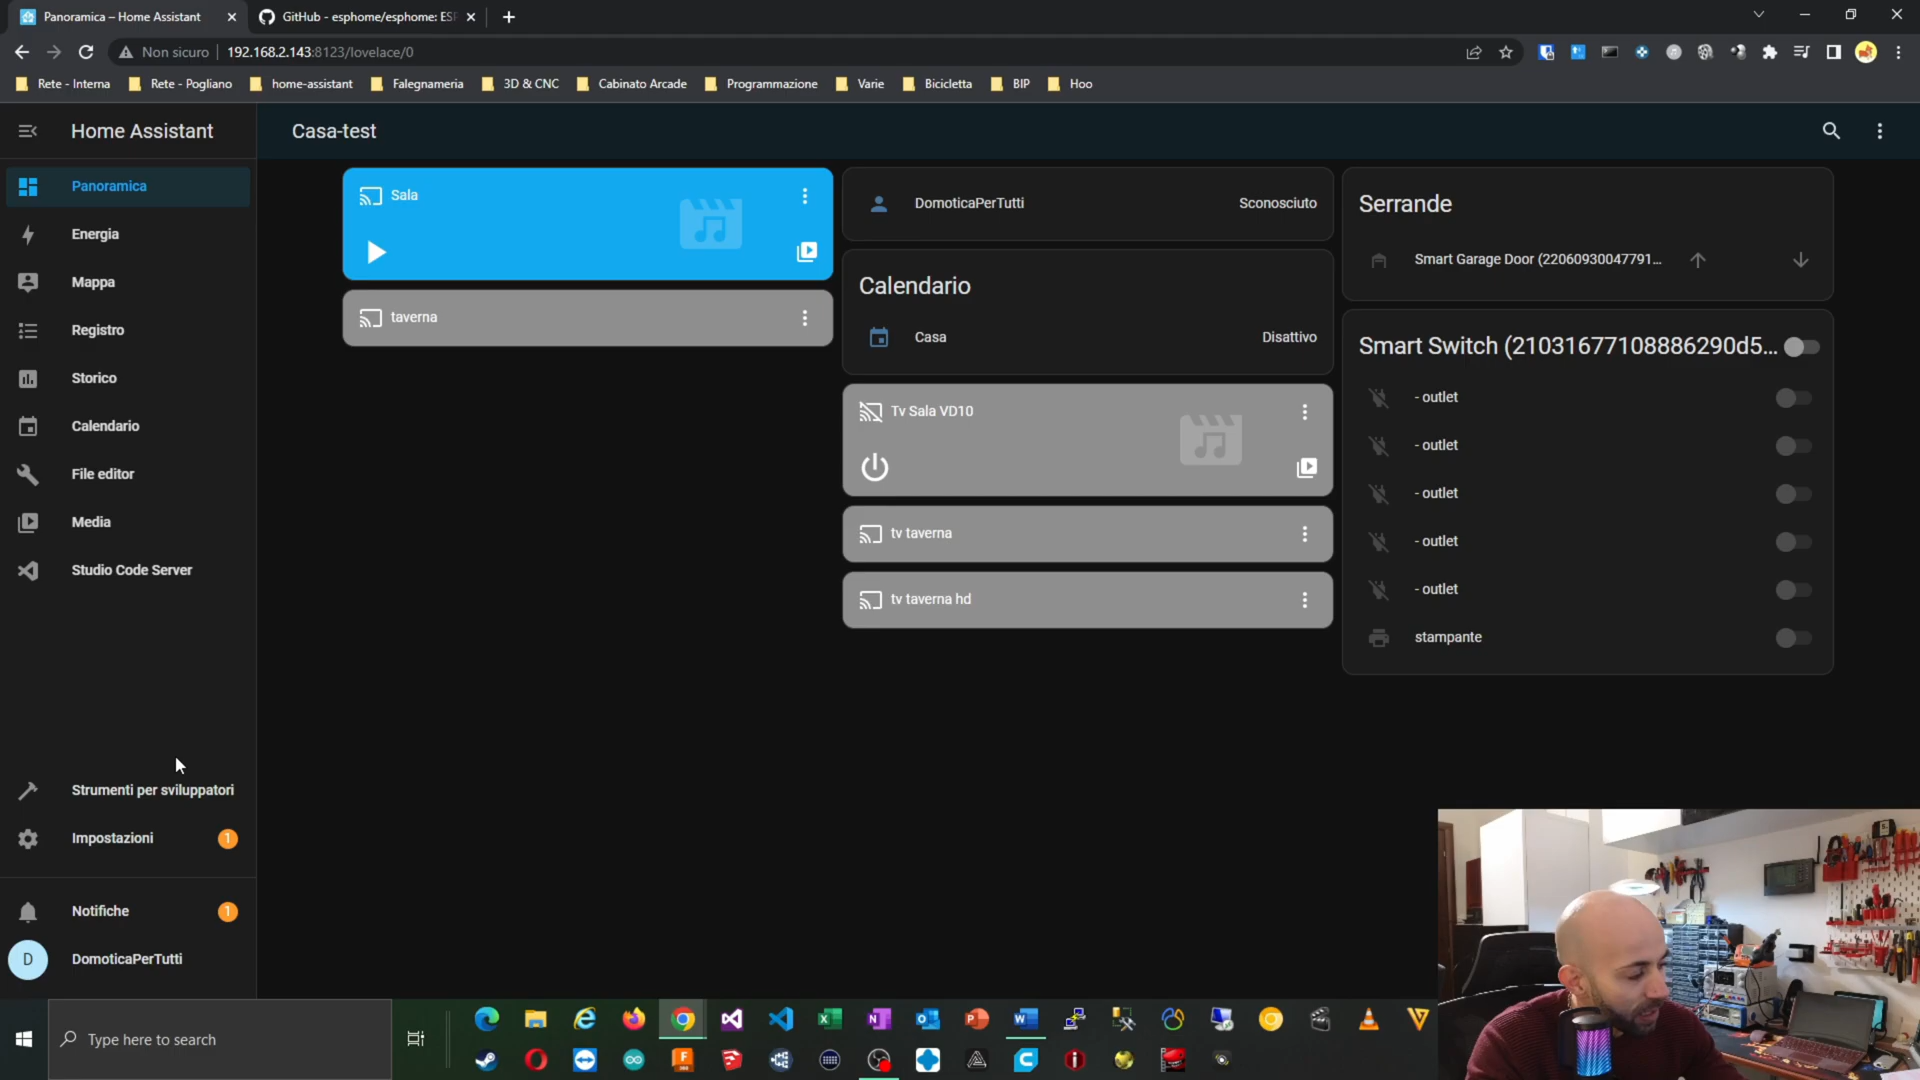 Panoramica – Home Assistant
GitHub - esphome/esphome: ESP
Non sicuro
192.168.2.143:8123/lovelace/0
Rete - Interna
Rete - Pogliano
home-assistant
Falegnameria
3D & CNC
Cabinato Arcade
Programmazione
Varie
Bicicletta
BIP
Hoo
Home Assistant
Casa-test
Panoramica
Energia
Mappa
Registro
Storico
Calendario
File editor
Media
Studio Code Server
Strumenti per sviluppatori
Impostazioni
1
Notifiche
1
D
DomoticaPerTutti
Sala
taverna
DomoticaPerTutti
Sconosciuto
Calendario
Casa
Disattivo
Tv Sala VD10
tv taverna
tv taverna hd
Serrande
Smart Garage Door (22060930047791...
Smart Switch (21031677108886290d5...
- outlet
- outlet
- outlet
- outlet
- outlet
stampante
Type here to search